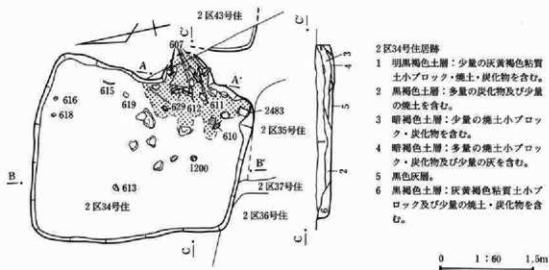 2区43号住
C'
607
A
A'
615
619
616
618
629
612
611
2483
610
2区35号住
1200
B
B'
613
2区34号住
2区37号住
2区36号住
C
C'
3
4
5
2
6
C
2区34号住居跡
1 明黒褐色土層：少量の灰黄褐色粘質
土小ブロック・焼土・炭化物を含む。
2 黒褐色土層：多量の炭化物及び少量
の焼土を含む。
3 暗褐色土層：少量の焼土小ブロッ
ク・炭化物を含む。
4 暗褐色土層：多量の焼土小ブロッ
ク・炭化物及び少量の灰を含む。
5 黒色灰層。
6 黒褐色土層：灰黄褐色粘質土小ブ
ロック及び少量の焼土・炭化物を含
む。
0 1：60 1.5m